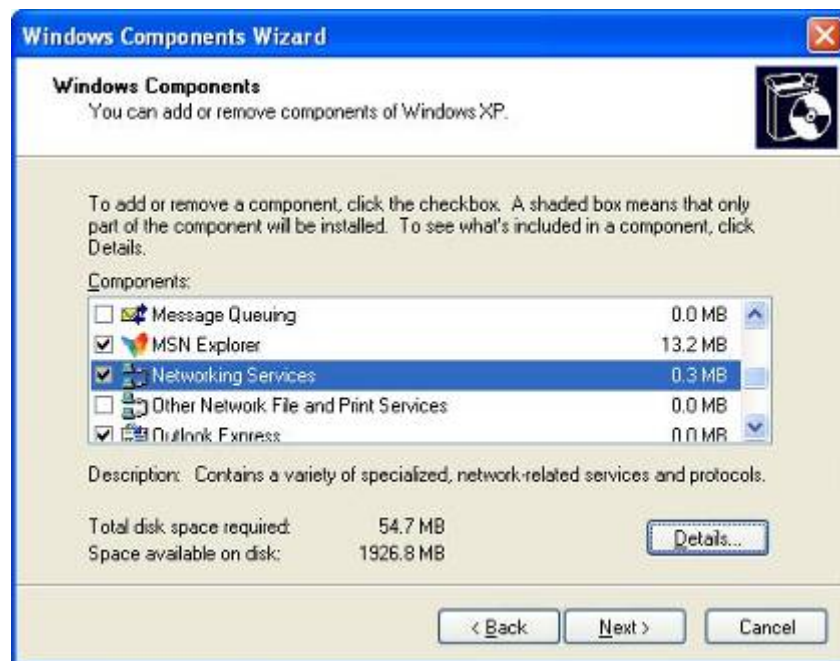 Windows Components Wizard
Windows Components
You can add or remove components of Windows XP.
To add or remove a component, click the checkbox. A shaded box means that only
part of the component will be installed. To see what's included in a component, click
Details.
Components:
Message Queuing 0.0 MB
MSN Explorer 13.2 MB
Networking Services 0.3 MB
Other Network File and Print Services 0.0 MB
Outlook Express 0.0 MB
Description: Contains a variety of specialized, network-related services and protocols.
Total disk space required: 54.7 MB
Space available on disk: 1926.8 MB
Details...
< Back Next > Cancel